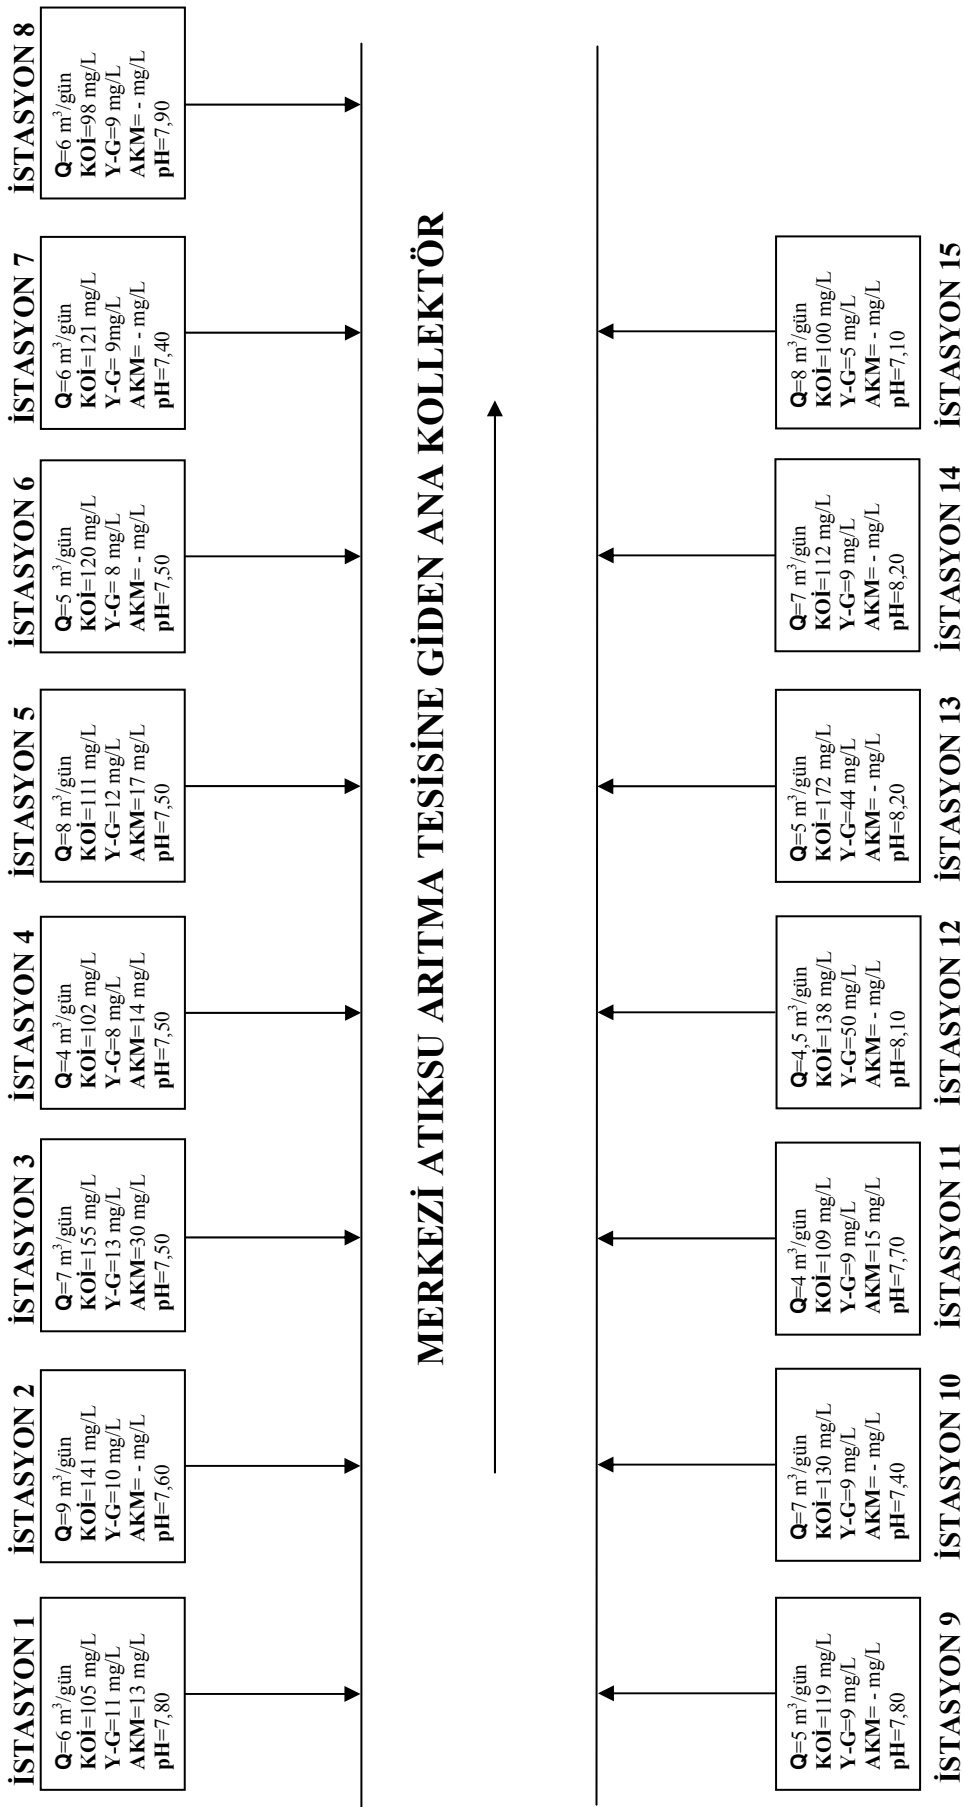 İSTASYON 1
Q=6 m³/gün
KOİ=105 mg/L
Y-G=11 mg/L
AKM=13 mg/L
pH=7,80
İSTASYON 2
Q=9 m³/gün
KOİ=141 mg/L
Y-G=10 mg/L
AKM= - mg/L
pH=7,60
İSTASYON 3
Q=7 m³/gün
KOİ=155 mg/L
Y-G=13 mg/L
AKM=30 mg/L
pH=7,50
İSTASYON 4
Q=4 m³/gün
KOİ=102 mg/L
Y-G=8 mg/L
AKM=14 mg/L
pH=7,50
İSTASYON 5
Q=8 m³/gün
KOİ=111 mg/L
Y-G=12 mg/L
AKM=17 mg/L
pH=7,50
İSTASYON 6
Q=5 m³/gün
KOİ=120 mg/L
Y-G= 8 mg/L
AKM= - mg/L
pH=7,50
İSTASYON 7
Q=6 m³/gün
KOİ=121 mg/L
Y-G= 9mg/L
AKM= - mg/L
pH=7,40
İSTASYON 8
Q=6 m³/gün
KOİ=98 mg/L
Y-G=9 mg/L
AKM= - mg/L
pH=7,90
MERKEZİ ATIKSU ARITMA TESİSİNE GİDEN ANA KOLLEKTÖR
Q=5 m³/gün
KOİ=119 mg/L
Y-G=9 mg/L
AKM= - mg/L
pH=7,80
İSTASYON 9
Q=7 m³/gün
KOİ=130 mg/L
Y-G=9 mg/L
AKM= - mg/L
pH=7,40
İSTASYON 10
Q=4 m³/gün
KOİ=109 mg/L
Y-G=9 mg/L
AKM=15 mg/L
pH=7,70
İSTASYON 11
Q=4,5 m³/gün
KOİ=138 mg/L
Y-G=50 mg/L
AKM= - mg/L
pH=8,10
İSTASYON 12
Q=5 m³/gün
KOİ=172 mg/L
Y-G=44 mg/L
AKM= - mg/L
pH=8,20
İSTASYON 13
Q=7 m³/gün
KOİ=112 mg/L
Y-G=9 mg/L
AKM= - mg/L
pH=8,20
İSTASYON 14
Q=8 m³/gün
KOİ=100 mg/L
Y-G=5 mg/L
AKM= - mg/L
pH=7,10
İSTASYON 15